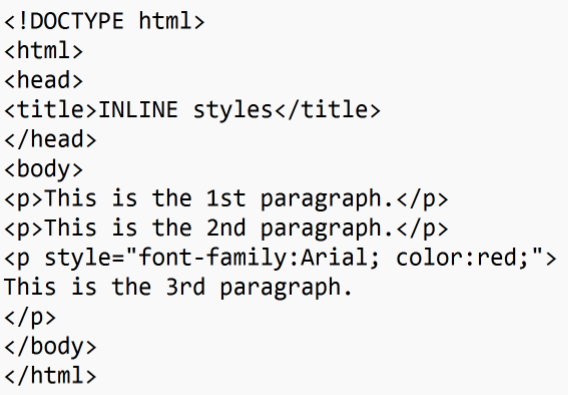 <!DOCTYPE html>
<html>
<head>
<title>INLINE styles</title>
</head>
<body>
<p>This is the 1st paragraph.</p>
<p>This is the 2nd paragraph.</p>
<p style="font-family:Arial; color:red;">
This is the 3rd paragraph.
</p>
</body>
</html>